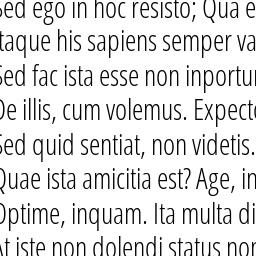 Sed ego in hoc resisto; Qua e
Itaque his sapiens semper va
Sed fac ista esse non inportu
De illis, cum volemus. Expecto
Sed quid sentiat, non videtis.
Quae ista amicitia est? Age, in
Optime, inquam. Ita multa di
At iste non dolendi status non